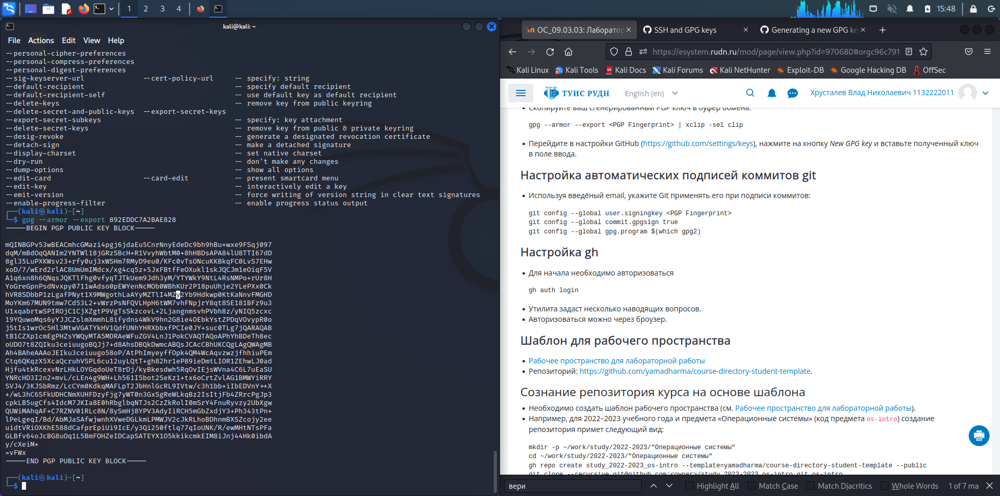 1 2 3 4
15:48
kali@kali: ~
File Actions Edit View Help
--personal-cipher-preferences
--personal-compress-preferences
--personal-digest-preferences
--sig-keyserver-url --cert-policy-url -- specify: string
--default-recipient -- specify default recipient
--default-recipient-self -- use default key as default recipient
--delete-keys -- remove key from public keyring
--delete-secret-and-public-keys --export-secret-keys
--export-secret-subkeys -- specify: key attachment
--delete-secret-keys -- remove key from public & private keyring
--desig-revoke -- generate a designated revocation certificate
--detach-sign -- make a detached signature
--display-charset -- set native charset
--dry-run -- don't make any changes
--dump-options -- show all options
--edit-card --card-edit -- present smartcard menu
--edit-key -- interactively edit a key
--emit-version -- force writing of version string in clear text signatures
--enable-progress-filter -- enable progress status output
┌──(kali㉿kali)-[~]
└─$ gpg --armor --export 892EDDC7A2BAE828
-----BEGIN PGP PUBLIC KEY BLOCK-----
mQINBGPv53wBEACmhcGMazi4pgj6jdaEu5CnrNnyEdeDc9bh9hBu+wxe9FSqj097
dqM/mBdOqQANIm2YNTWl18jGRzSBcH+R1VvyhWbtM0+8hHBDsAPA84lU8TTI67dD
8gl35LuPXKWsv23+rfy0uj3xWSHm7RMyD9eu0/KFc0vTsONcuKKBkqFC0LvS7EHw
xoD/7/wErd2rlAC8UmUmIMdcx/xg4cq5z+5JxFBtfFeOXukl1skJQCJm1eOiqF5V
A1q6xn8h6QNqsJQKTlFhg0vfyqTJTkUem9Jdh3yM/YTYWkY9NtL4RsNMPo+rUr8H
YoGreGpnPsdNvxpy0711wAdso0pEWYenNcMOb0WBhKUr2P18puUhje2YLePXx0Ck
hVR8SDbbP1zLgafPNyt1X9MWgothLaAYyMZTlI4MZy2Yb9Hdkwp0KtKaNnvFMGHD
MoYKm67MUN9tmw7Cd53L2+vWrzPsNFQVLHpH6tWM7vhFNpjrY8qt8SE181BFz9u3
U1xqabrtwSPIROjC1CjXZgtP9VgTsSkzcovL+2LjangnmsvhPVbh8z/yNIQ5zcxc
19YQuwoMqs6yYJJCZslmXmmhL8ifydns4WkV9hn2G8ie4OEbkYstZPDqVOvypR0o
jStIs1wrOc5Hl3MtwVGATYkHV1QdfUNhYHRXbbxfPCIe0JY+suc0TLg7jQARAQAB
tB1CZXp1cmEgPHZsYWQyMTA5MDRAeWFuZGV4LnJ1PokCVAQTAQoAPhYhBDeTh8ec
oUDO7t8ZQIku3ceiuugoBQJj7+d8AhsDBQkDwmcABQsJCAcCBhUKCQgLAgQWAgMB
Ah4BAheAAAoJEIku3ceiuugo58oP/AtPhImyeyffOpk4QM4WcAqvzwzjfhhiuPEm
Ctq6QKqzX5XcaQcruhVSPL6cu12uyLQtT+gh82hr1eP89ieDmtLIOR1ZEhwLJ0ad
Hjfu4tkRcexvNrLHkLOYGqdoUeT8rDj/kyBkesdwh5RqOvIEjsWVna4C6L7uEaSU
YNRcHD3I2n2+mvL/cLEn4g9WH+Lh561I5bot2SeKz1+tx6oCrtZvlAG1BMWYiRRY
SVJ4/3KJSbRmz/LcCYm0KdkqMAFLpT2JbHnlGcRL9IVtw/c3h1bb+iIbEDVnY++X
+/wL3hC6SFkUDHCNmXUHFDzyFjg7yWT0n3GxSgReWLkqBz2IsItjFb4ZRrcPgJp3
cpkLB5ugCfs4IdcM7JKIa8E0hRbglbqNTJs2CzZkRolI0mSrY4FnuRyvzy2UbXgw
QUWiMAhqAF+C7RZNV01RLc8N/8ySmHj8YPV3AdyIiRCH5mGbZxdjY3+Ph343tPn+
lPeLgeqI/Bd/AbMJaSAfwjwnhXVweDGLkmLPMWJV2cJkRLhoBDhnmBXSZcojy2ee
uidtVRiOXKhE588dCafprEpiUi9IcE/y3Qi250ftlq77qIoUNK/R/ewMHtNTsPFa
GLBfv64oJcBG8uOq1L5BmFOHZeIDCapSATEYX1O5kkikcmkEIM8iJnj44Hk0ibdA
y/cXeiM+
=vFWx
-----END PGP PUBLIC KEY BLOCK-----
┌──(kali㉿kali)-[~]
└─$
ОС_09.03.03: Лаборатор SSH and GPG keys Generating a new GPG ke
https://esystem.rudn.ru/mod/page/view.php?id=970680#orgc96c791
Kali Linux Kali Tools Kali Docs Kali Forums Kali NetHunter Exploit-DB Google Hacking DB OffSec
ТУИС РУДН English (en) Хрусталев Влад Николаевич 1132222011
Скопируйте ваш сгенерированный PGP ключ в буфер обмена:
gpg --armor --export <PGP Fingerprint> | xclip -sel clip
Перейдите в настройки GitHub (https://github.com/settings/keys), нажмите на кнопку New GPG key и вставьте полученный ключ
в поле ввода.
Настройка автоматических подписей коммитов git
Используя введёный email, укажите Git применять его при подписи коммитов:
git config --global user.signingkey <PGP Fingerprint>
git config --global commit.gpgsign true
git config --global gpg.program $(which gpg2)
Настройка gh
Для начала необходимо авторизоваться
gh auth login
Утилита задаст несколько наводящих вопросов.
Авторизоваться можно через броузер.
Шаблон для рабочего пространства
Рабочее пространство для лабораторной работы
Репозиторий: https://github.com/yamadharma/course-directory-student-template.
Сознание репозитория курса на основе шаблона
Необходимо создать шаблон рабочего пространства (см. Рабочее пространство для лабораторной работы).
Например, для 2022–2023 учебного года и предмета «Операционные системы» (код предмета os-intro) создание
репозитория примет следующий вид:
mkdir -p ~/work/study/2022-2023/"Операционные системы"
cd ~/work/study/2022-2023/"Операционные системы"
gh repo create study_2022-2023_os-intro --template=yamadharma/course-directory-student-template --public
git clone --recursive git@github.com:<owner>/study_2022-2023_os-intro.git os-intro
вери Highlight All Match Case Match Diacritics Whole Words 1 of 7 ma